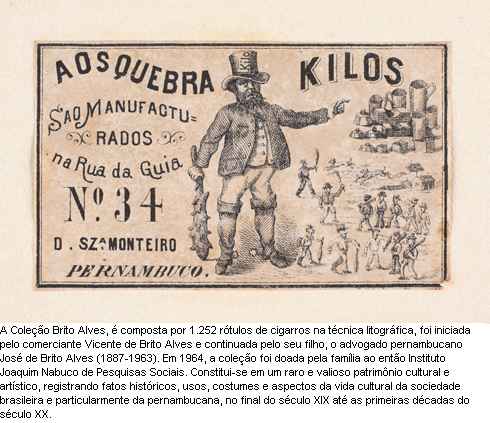 AOS QUEBRA KILOS
KILO
SAO MANUFACTU=
RADOS
na Rua da Guia
Nº 34
D. SZ.ª MONTEIRO
PERNAMBUCO.
A Coleção Brito Alves, é composta por 1.252 rótulos de cigarros na técnica litográfica, foi iniciada
pelo comerciante Vicente de Brito Alves e continuada pelo seu filho, o advogado pernambucano
José de Brito Alves (1887-1963). Em 1964, a coleção foi doada pela família ao então Instituto
Joaquim Nabuco de Pesquisas Sociais. Constitui-se em um raro e valioso patrimônio cultural e
artístico, registrando fatos históricos, usos, costumes e aspectos da vida cultural da sociedade
brasileira e particularmente da pernambucana, no final do século XIX até as primeiras décadas do
século XX.